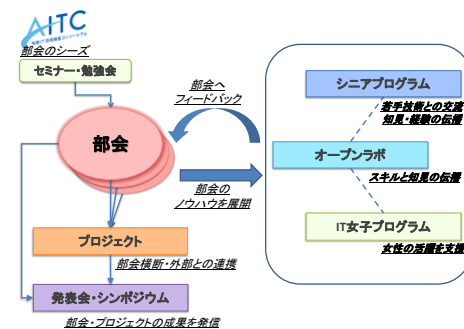 AITC
部会のシーズ
セミナー・勉強会
部会
部会へ
フィードバック
部会の
ノウハウを展開
プロジェクト
部会横断・外部との連携
発表会・シンポジウム
部会・プロジェクトの成果を発信
シニアプログラム
若手技術との交流
知見・経験の伝播
オープンラボ
スキルと知見の伝播
IT女子プログラム
女性の活躍を支援